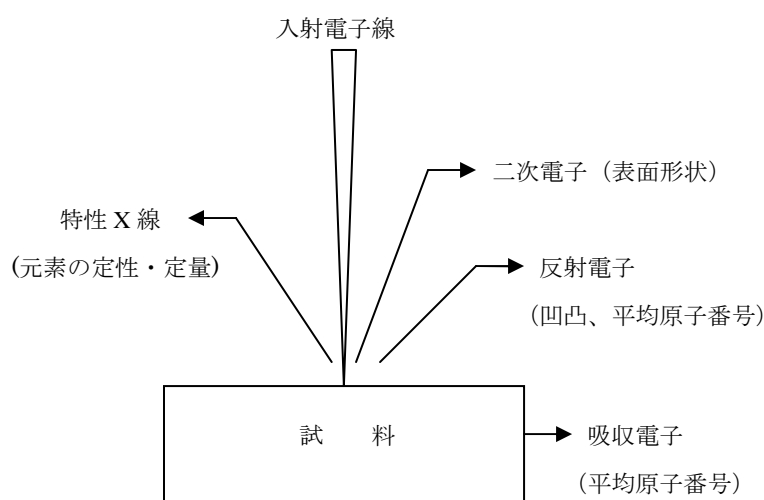 入射電子線
二次電子（表面形状）
特性 X 線
(元素の定性・定量)
反射電子
（凹凸、平均原子番号）
試　　料
吸収電子
（平均原子番号）